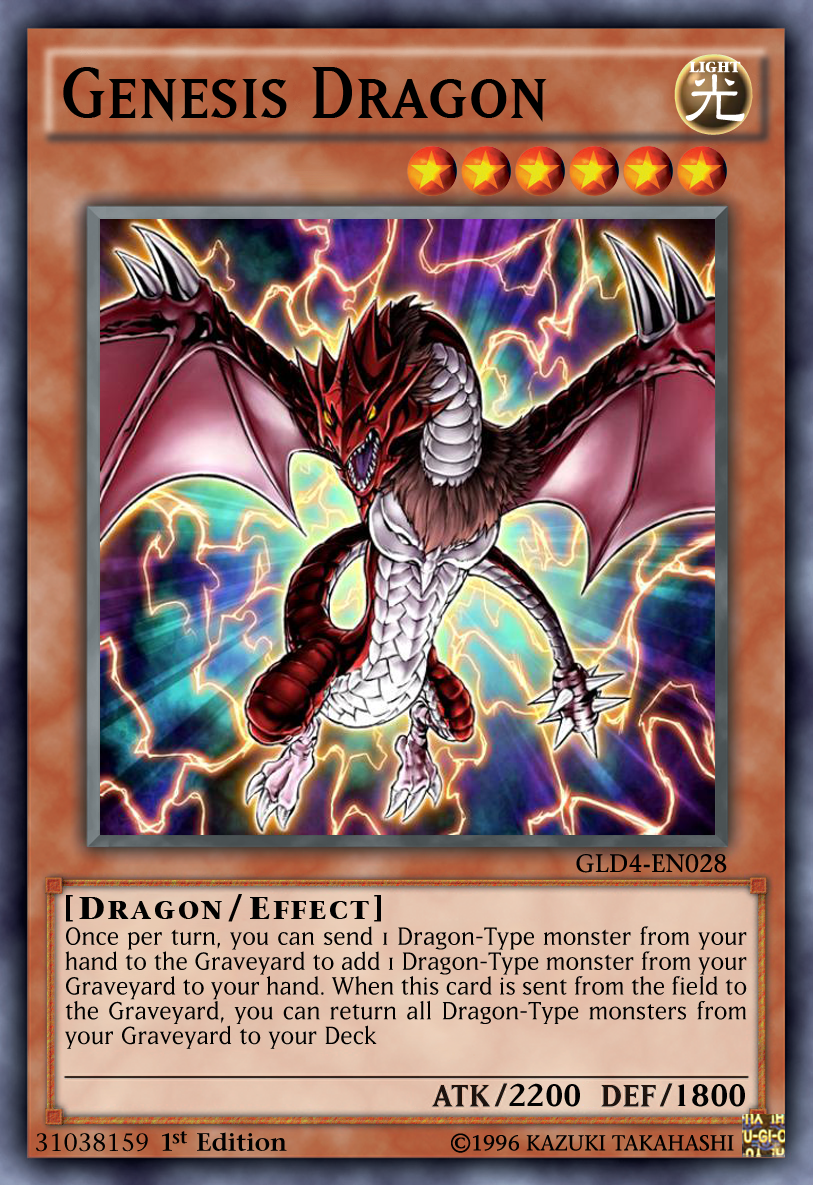 Genesis Dragon
LIGHT
光
GLD4-EN028
[Dragon/Effect]
Once per turn, you can send 1 Dragon-Type monster from your
hand to the Graveyard to add 1 Dragon-Type monster from your
Graveyard to your hand. When this card is sent from the field to
the Graveyard, you can return all Dragon-Type monsters from
your Graveyard to your Deck
ATK/2200 DEF/1800
31038159 1st Edition ©1996 KAZUKI TAKAHASHI
U-GI-O